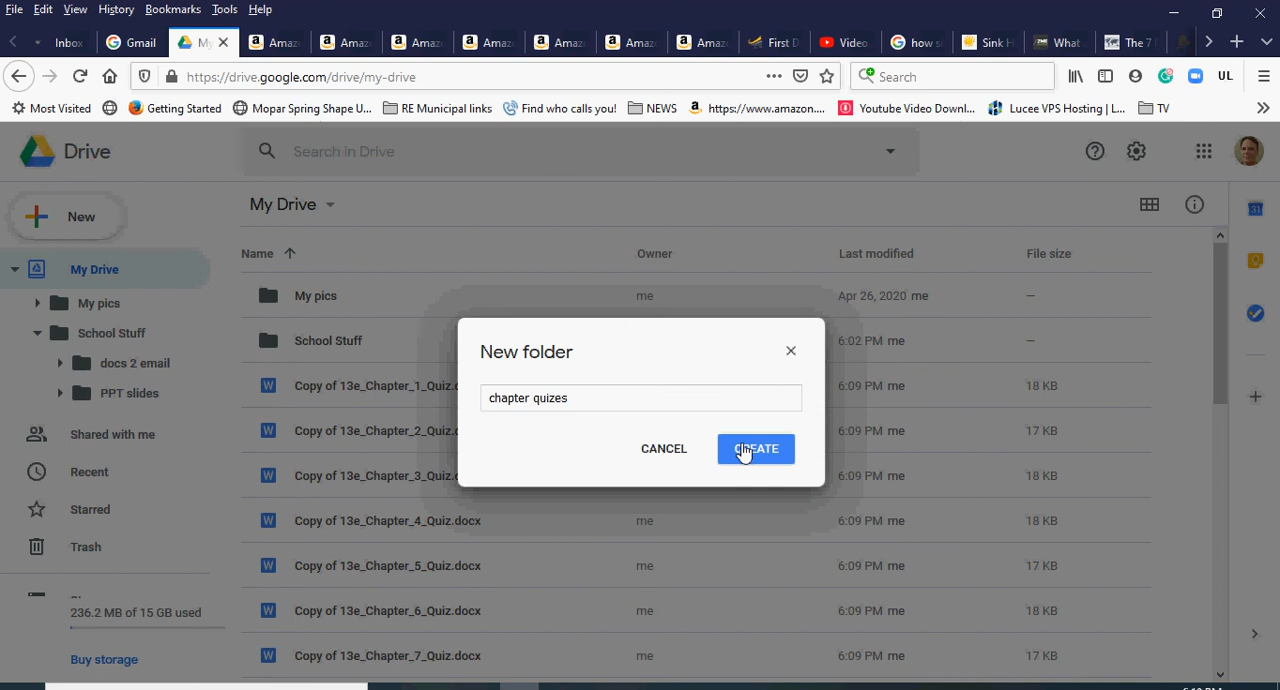 File Edit View History Bookmarks Tools Help
Inbo Gmail My Amaz Amaz Amaz Amaz Amaz Amaz Amaz First D Video how s Sink H What The 7
https://drive.google.com/drive/my-drive Search UL
Most Visited Getting Started Mopar Spring Shape U... RE Municipal links Find who calls you! NEWS https://www.amazon.... Youtube Video Downl... Lucee VPS Hosting | L... TV
Drive Search in Drive
New
My Drive
Name Owner Last modified File size
My Drive 31
My pics me Apr 26, 2020 me —
My pics
School Stuff
School Stuff 6:02 PM me —
docs 2 email
Copy of 13e_Chapter_1_Quiz.d 6:09 PM me 18 KB
PPT slides
Copy of 13e_Chapter_2_Quiz.d 6:09 PM me 17 KB
Shared with me
Copy of 13e_Chapter_3_Quiz.d 6:09 PM me 18 KB
Recent
Starred
Copy of 13e_Chapter_4_Quiz.docx me 6:09 PM me 18 KB
Trash
Copy of 13e_Chapter_5_Quiz.docx me 6:09 PM me 17 KB
236.2 MB of 15 GB used
Copy of 13e_Chapter_6_Quiz.docx me 6:09 PM me 18 KB
Buy storage
Copy of 13e_Chapter_7_Quiz.docx me 6:09 PM me 17 KB
New folder
chapter quizes
CANCEL CREATE